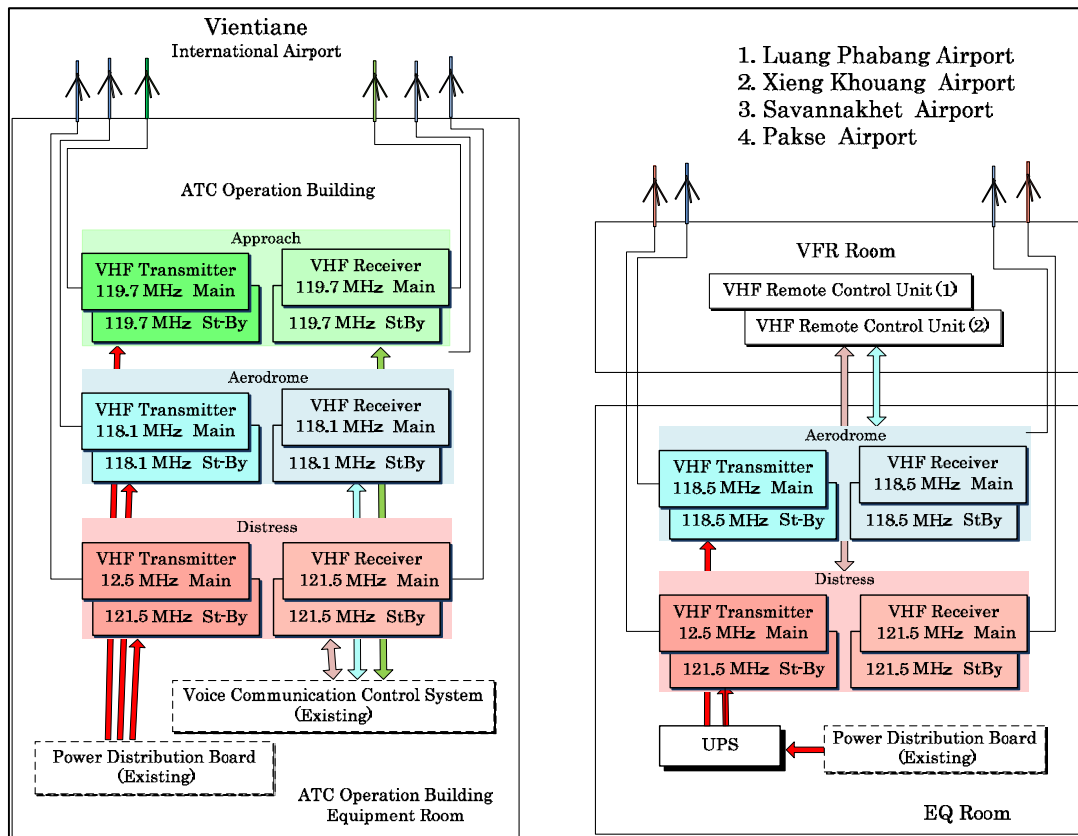 Vientiane
International Airport
ATC Operation Building
Approach
VHF Transmitter
119.7 MHz Main
119.7 MHz St-By
VHF Receiver
119.7 MHz Main
119.7 MHz StBy
Aerodrome
VHF Transmitter
118.1 MHz Main
118.1 MHz St-By
VHF Receiver
118.1 MHz Main
118.1 MHz StBy
Distress
VHF Transmitter
12.5 MHz Main
121.5 MHz St-By
VHF Receiver
121.5 MHz Main
121.5 MHz StBy
Voice Communication Control System
(Existing)
Power Distribution Board
(Existing)
ATC Operation Building
Equipment Room
1. Luang Phabang Airport
2. Xieng Khouang Airport
3. Savannakhet Airport
4. Pakse Airport
VFR Room
VHF Remote Control Unit (1)
VHF Remote Control Unit (2)
Aerodrome
VHF Transmitter
118.5 MHz Main
118.5 MHz St-By
VHF Receiver
118.5 MHz Main
118.5 MHz StBy
Distress
VHF Transmitter
12.5 MHz Main
121.5 MHz St-By
VHF Receiver
121.5 MHz Main
121.5 MHz StBy
UPS
Power Distribution Board
(Existing)
EQ Room